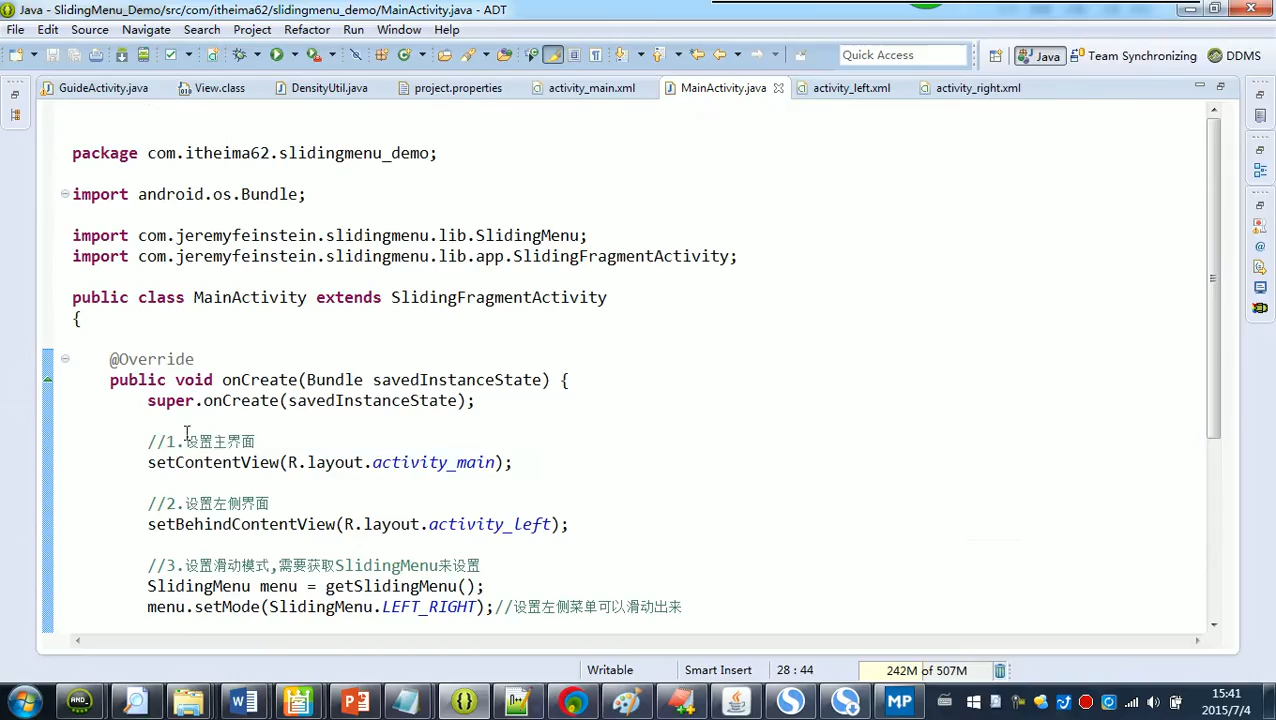 Java - SlidingMenu_Demo/src/com/itheima62/slidingmenu_demo/MainActivity.java - ADT
File Edit Source Navigate Search Project Refactor Run Window Help
Quick Access Java Team Synchronizing DDMS
GuideActivity.java View.class DensityUtil.java project.properties activity_main.xml MainActivity.java activity_left.xml activity_right.xml
package com.itheima62.slidingmenu_demo;
import android.os.Bundle;
import com.jeremyfeinstein.slidingmenu.lib.SlidingMenu;
import com.jeremyfeinstein.slidingmenu.lib.app.SlidingFragmentActivity;
public class MainActivity extends SlidingFragmentActivity
{
@Override
public void onCreate(Bundle savedInstanceState) {
super.onCreate(savedInstanceState);
//1.设置主界面
setContentView(R.layout.activity_main);
//2.设置左侧界面
setBehindContentView(R.layout.activity_left);
//3.设置滑动模式,需要获取SlidingMenu来设置
SlidingMenu menu = getSlidingMenu();
menu.setMode(SlidingMenu.LEFT_RIGHT);//设置左侧菜单可以滑动出来
Writable Smart Insert 28 : 44 242M of 507M
15:41
2015/7/4